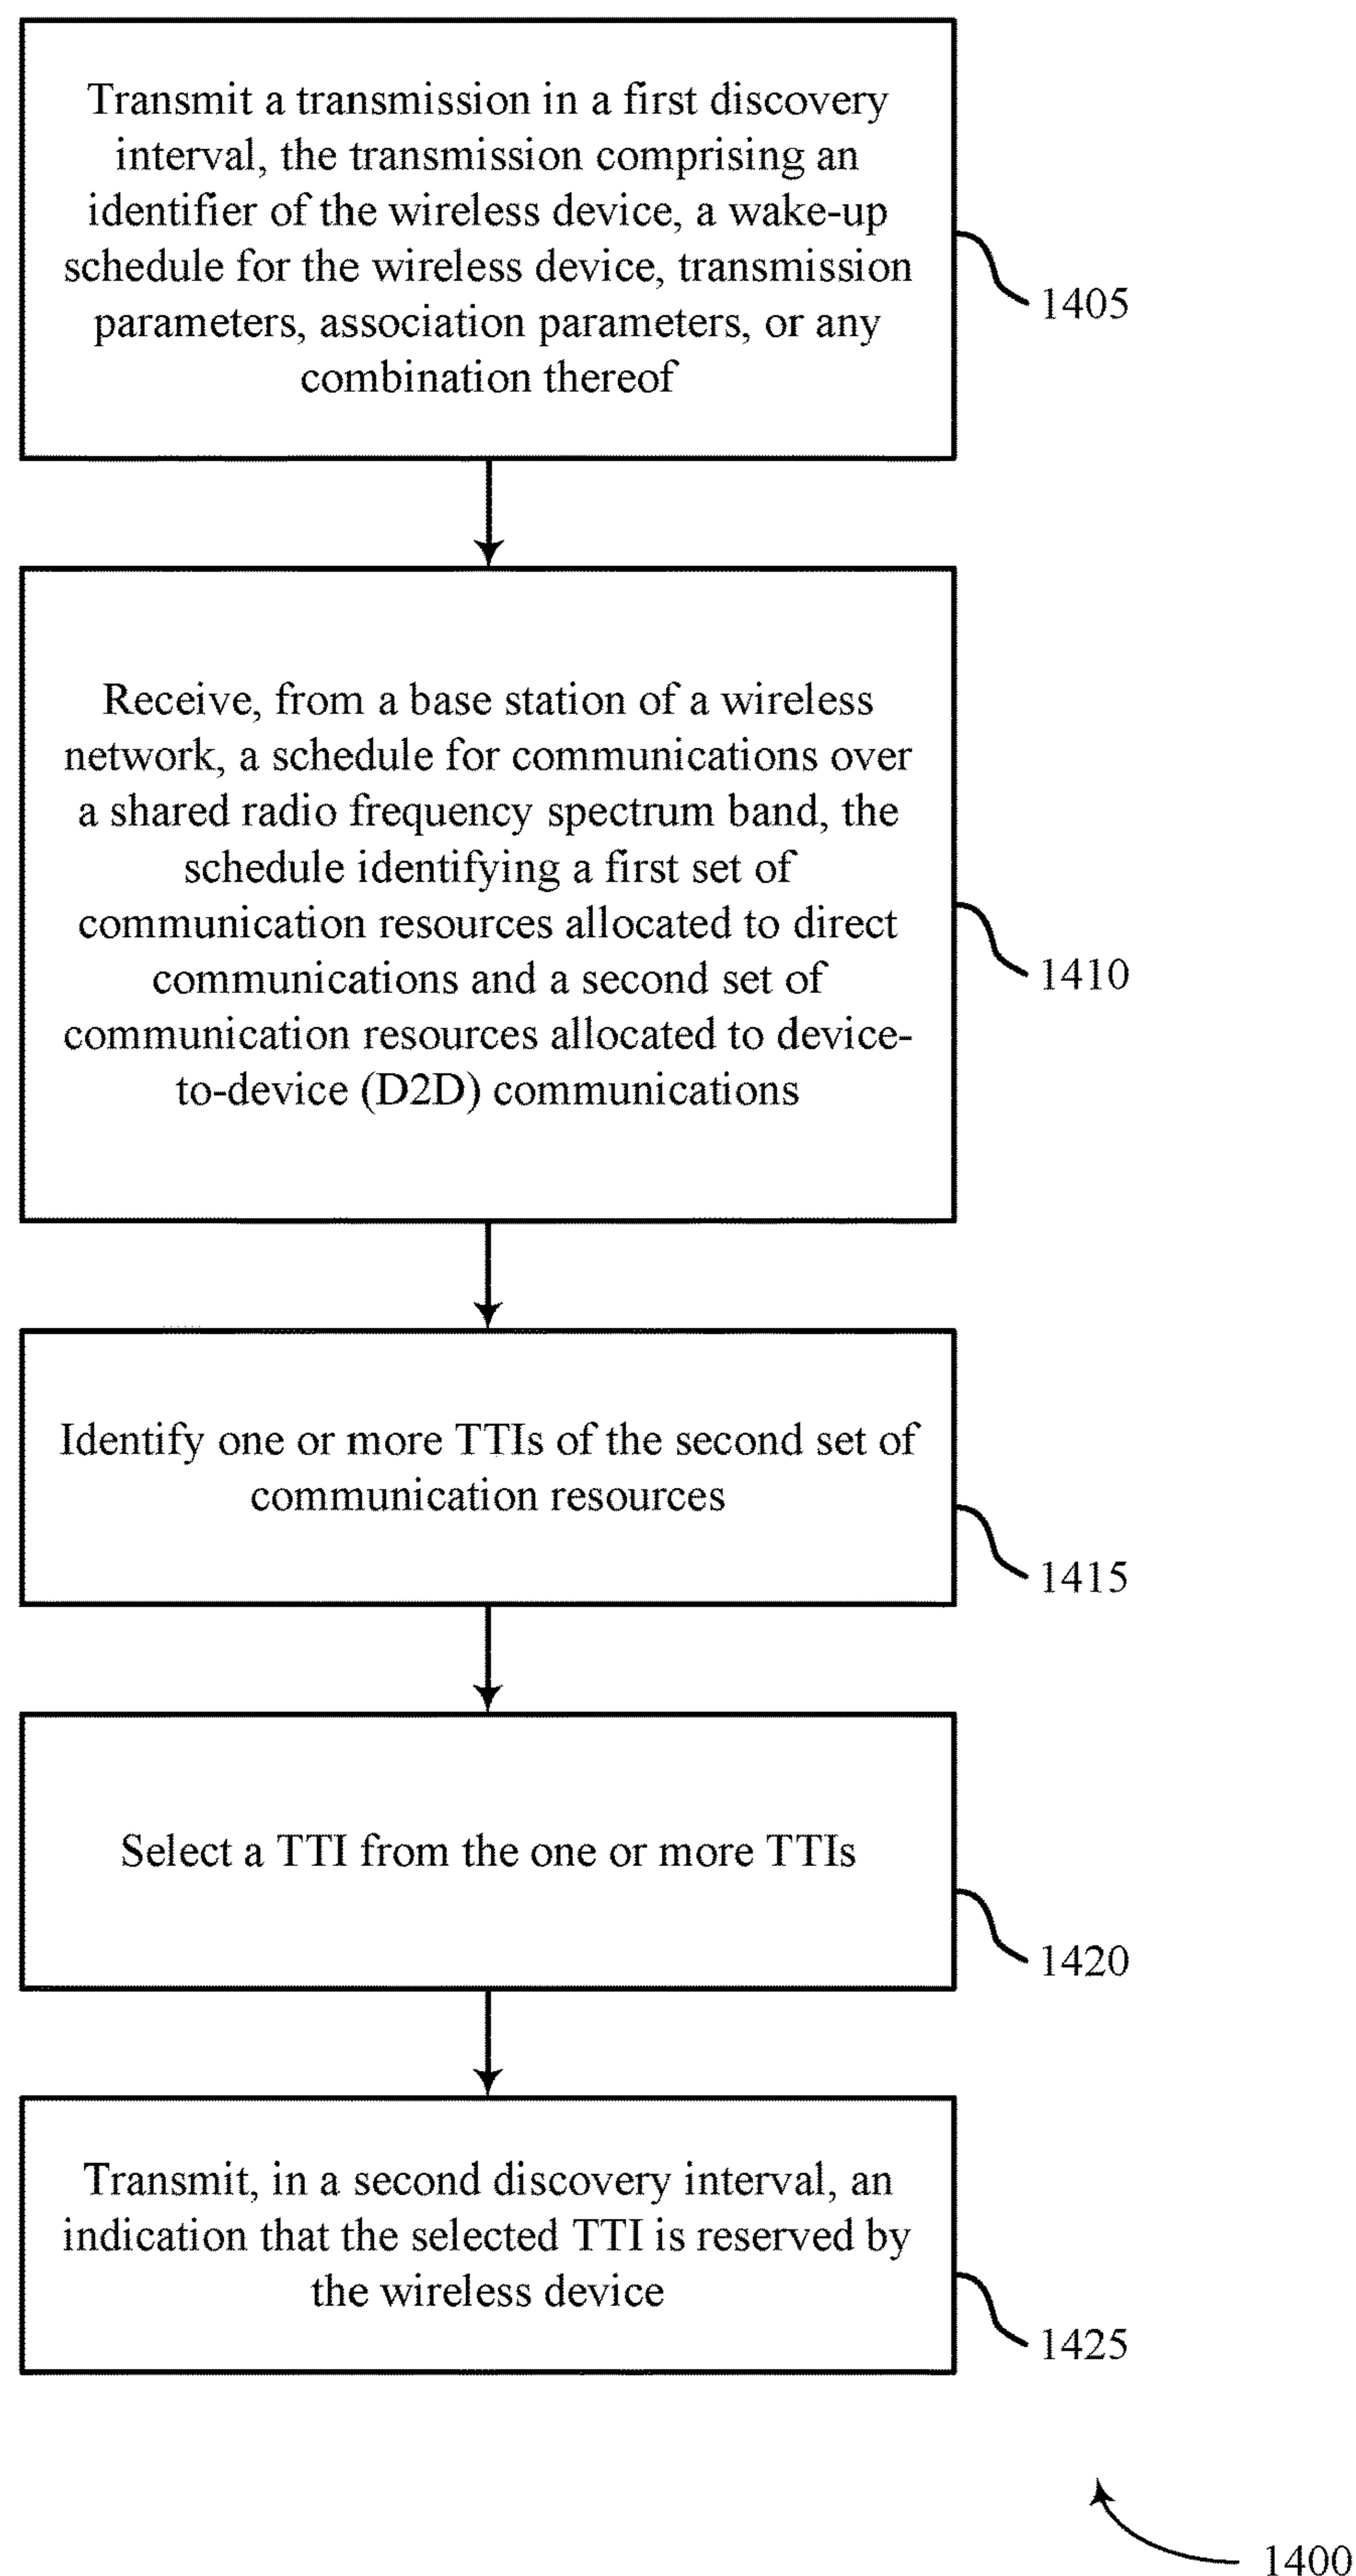 Transmit a transmission in a first discovery
interval, the transmission comprising an
identifier of the wireless device, a wake-up
schedule for the wireless device, transmission
parameters, association parameters, or any
combination thereof
1405
Receive, from a base station of a wireless
network, a schedule for communications over
a shared radio frequency spectrum band, the
schedule identifying a first set of
communication resources allocated to direct
communications and a second set of
communication resources allocated to device-
to-device (D2D) communications
1410
Identify one or more TTIs of the second set of
communication resources
1415
Select a TTI from the one or more TTIs
1420
Transmit, in a second discovery interval, an
indication that the selected TTI is reserved by
the wireless device
1425
1400